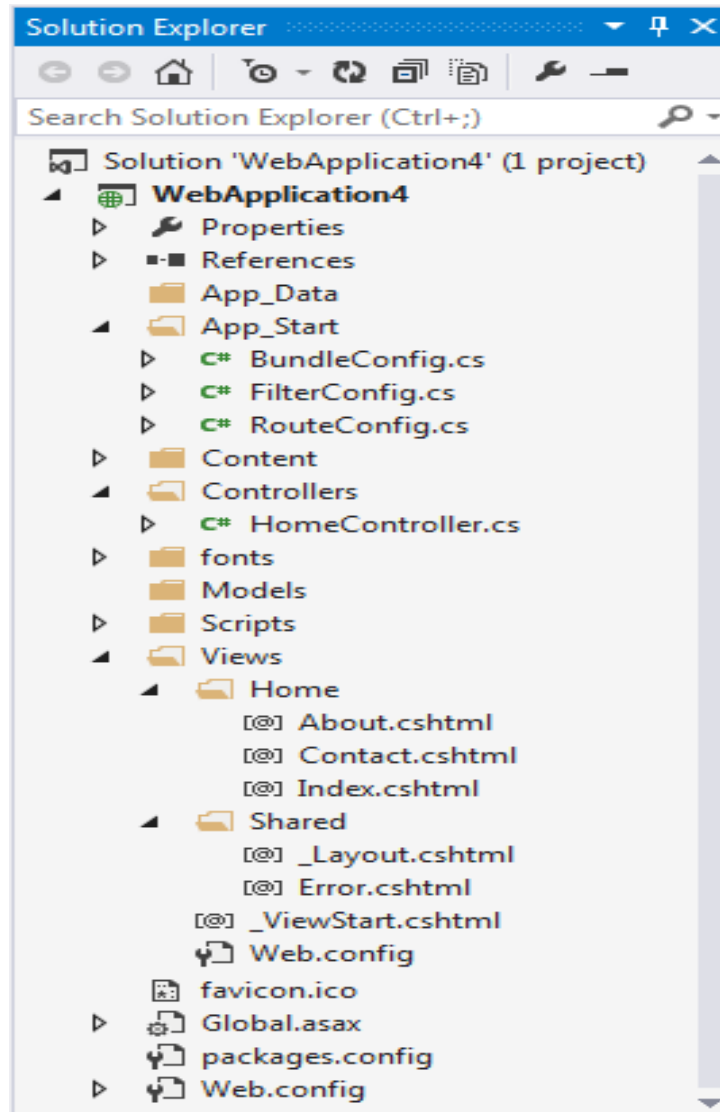 Solution Explorer
Search Solution Explorer (Ctrl+;)
Solution 'WebApplication4' (1 project)
WebApplication4
Properties
References
App_Data
App_Start
C# BundleConfig.cs
C# FilterConfig.cs
C# RouteConfig.cs
Content
Controllers
C# HomeController.cs
fonts
Models
Scripts
Views
Home
[@] About.cshtml
[@] Contact.cshtml
[@] Index.cshtml
Shared
[@] _Layout.cshtml
[@] Error.cshtml
[@] _ViewStart.cshtml
Web.config
favicon.ico
Global.asax
packages.config
Web.config